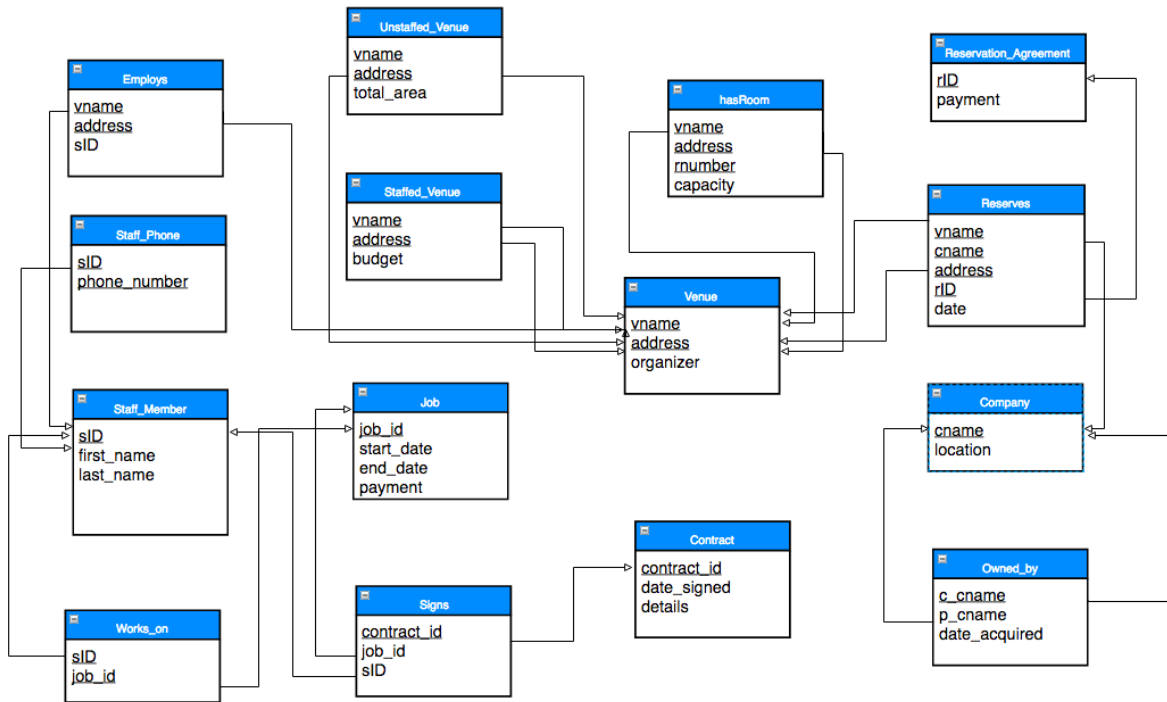 Unstaffed_Venue
vname
address
total_area
Reservation_Agreement
rID
payment
Employs
vname
address
sID
hasRoom
vname
address
rnumber
capacity
Staffed_Venue
vname
address
budget
Reserves
vname
cname
address
rID
date
Staff_Phone
sID
phone_number
Venue
vname
address
organizer
Staff_Member
sID
first_name
last_name
Job
job_id
start_date
end_date
payment
Company
cname
location
Contract
contract_id
date_signed
details
Owned_by
c_cname
p_cname
date_acquired
Signs
contract_id
job_id
sID
Works_on
sID
job_id